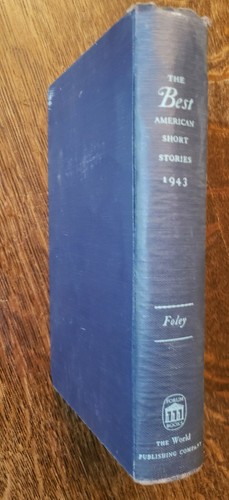 THE
Best
AMERICAN
SHORT
STORIES
1943
Foley
FORUM
BOOKS
THE World
PUBLISHING COMPANY